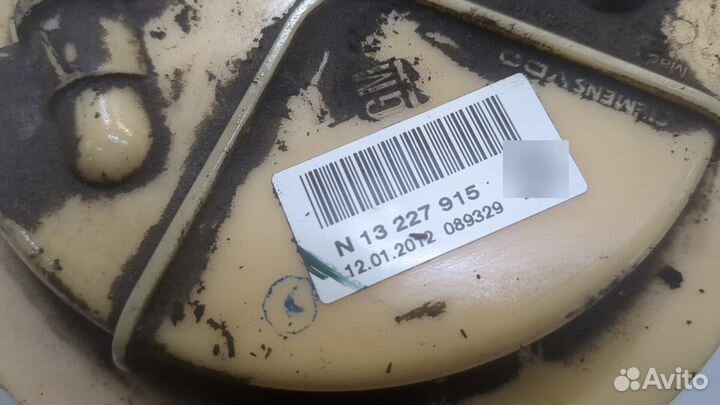 SIEMENS VDO
N 13 227 915
12.01.2012 089329
Avito